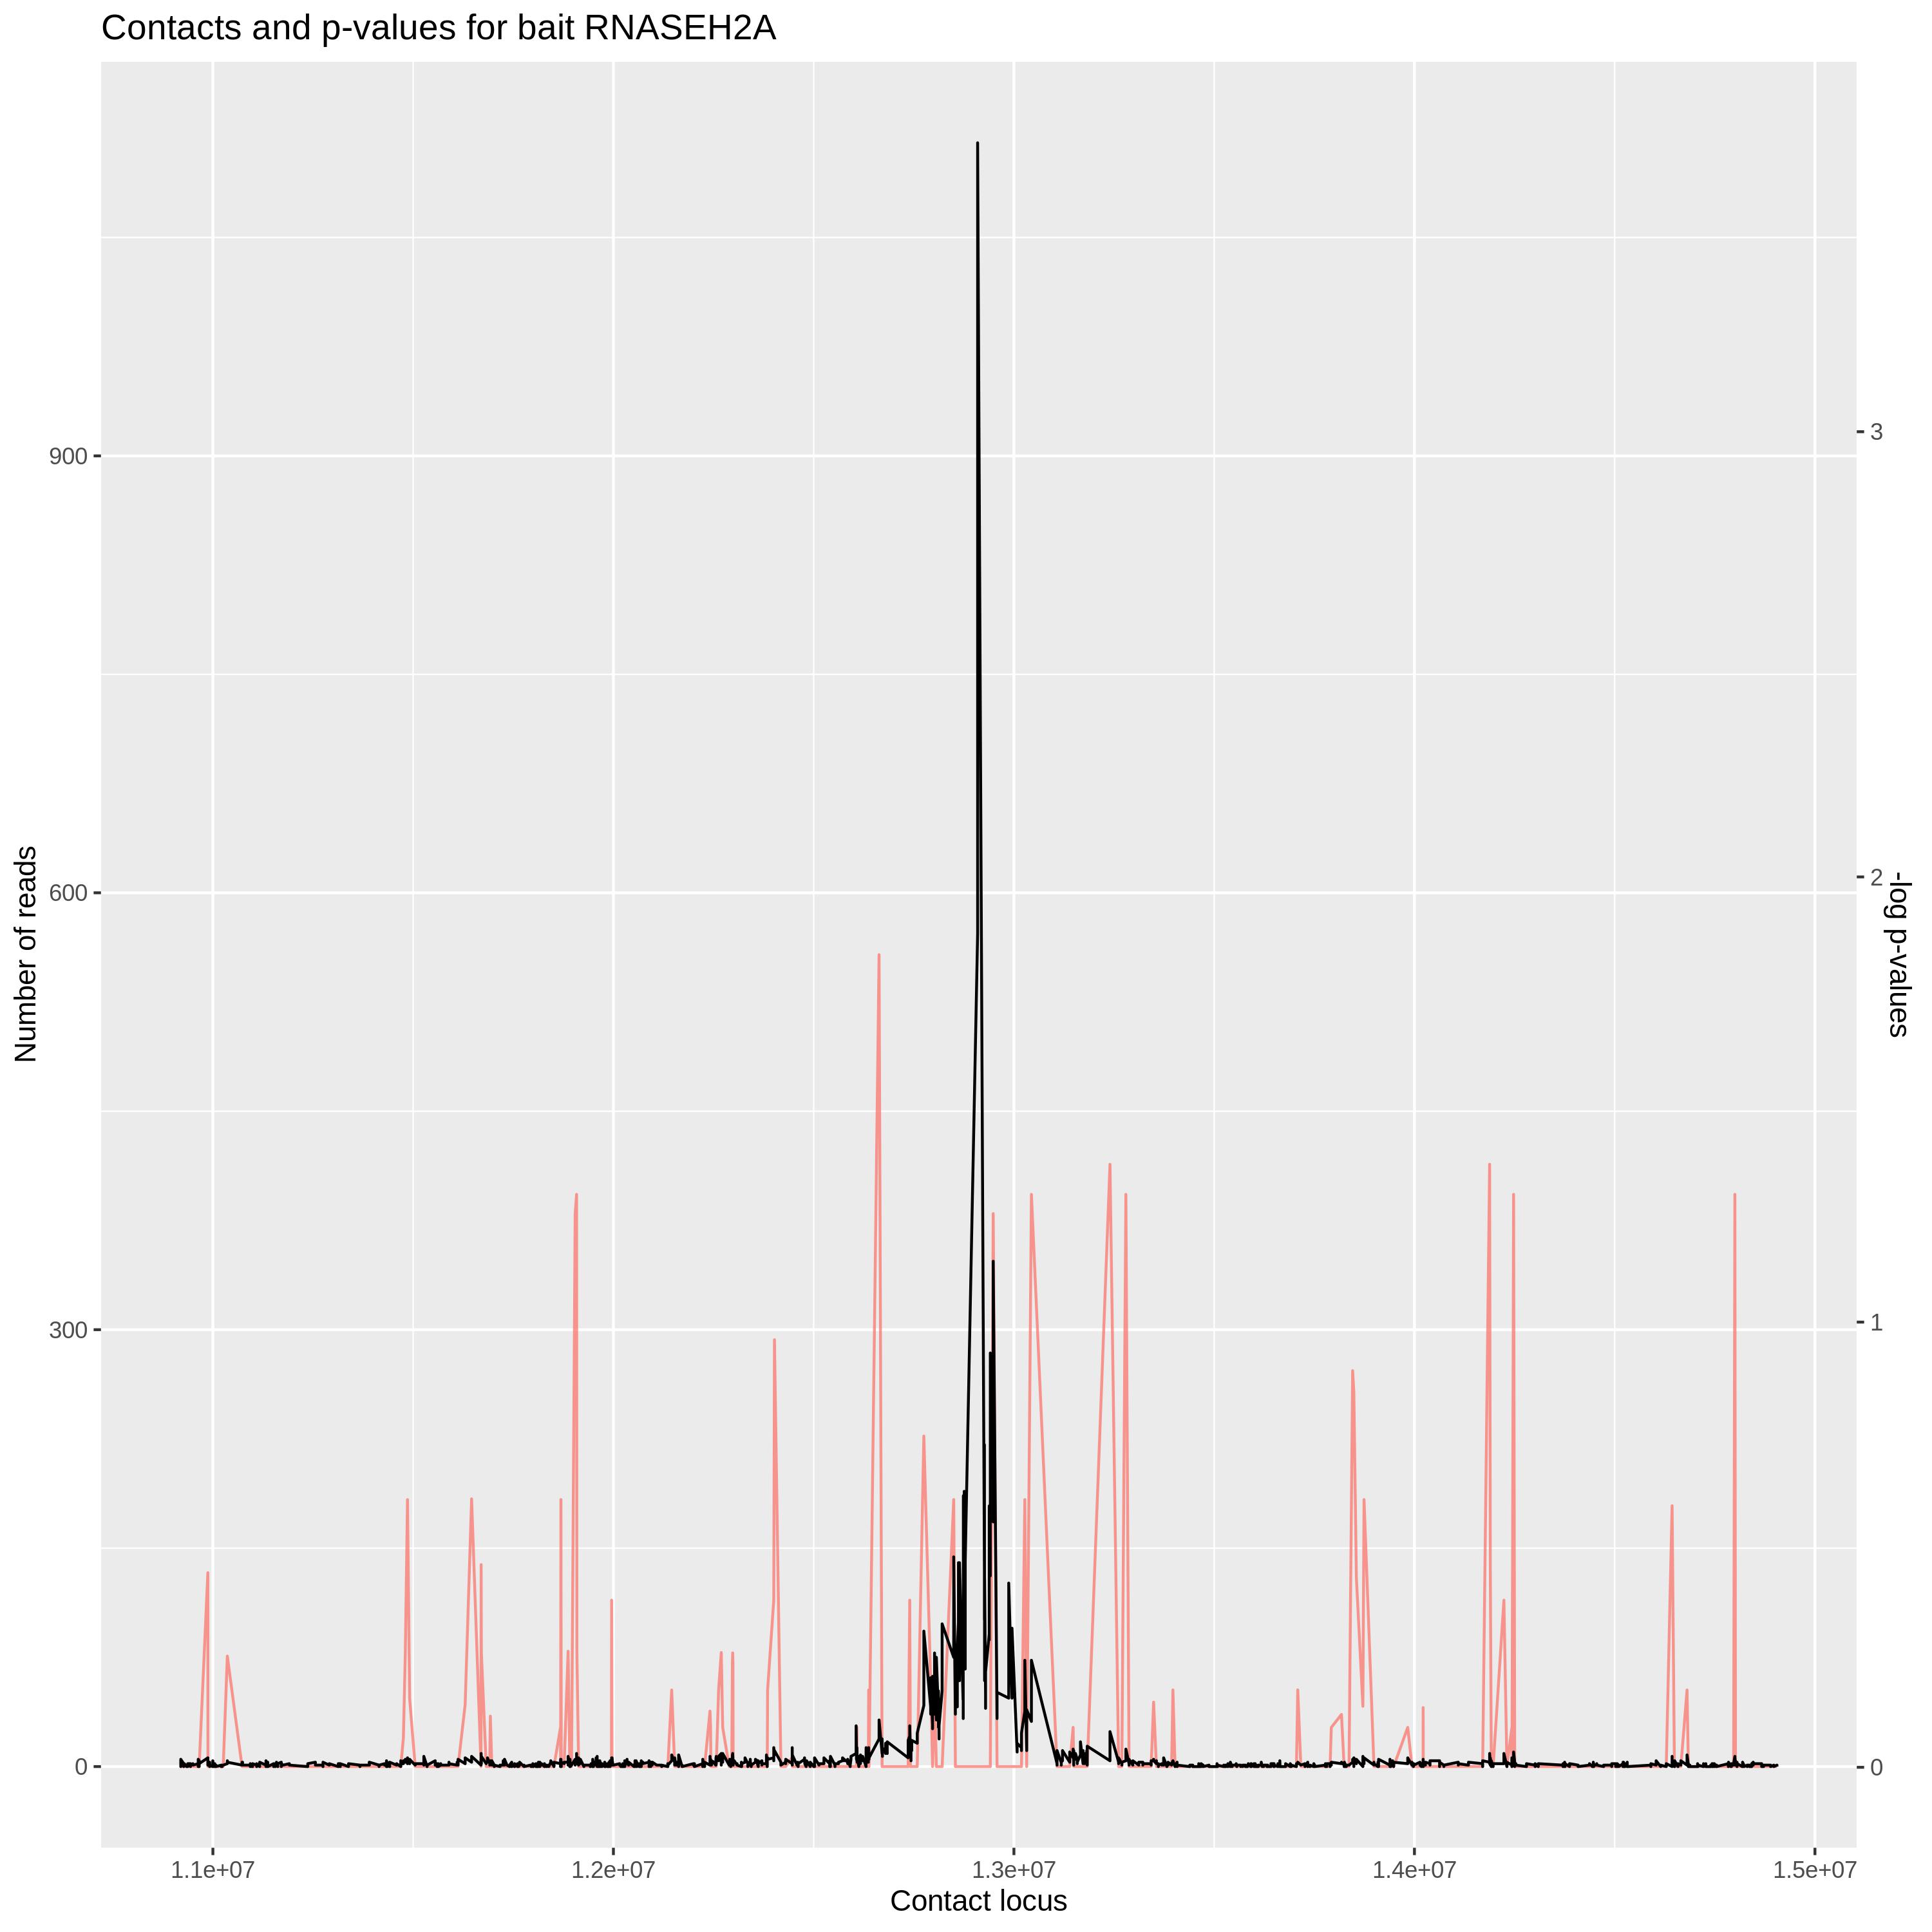 Contacts and p-values for bait RNASEH2A
Number of reads
900
600
300
0
3
2
1
0
-log p-values
1.1e+07
1.2e+07
1.3e+07
1.4e+07
1.5e+07
Contact locus